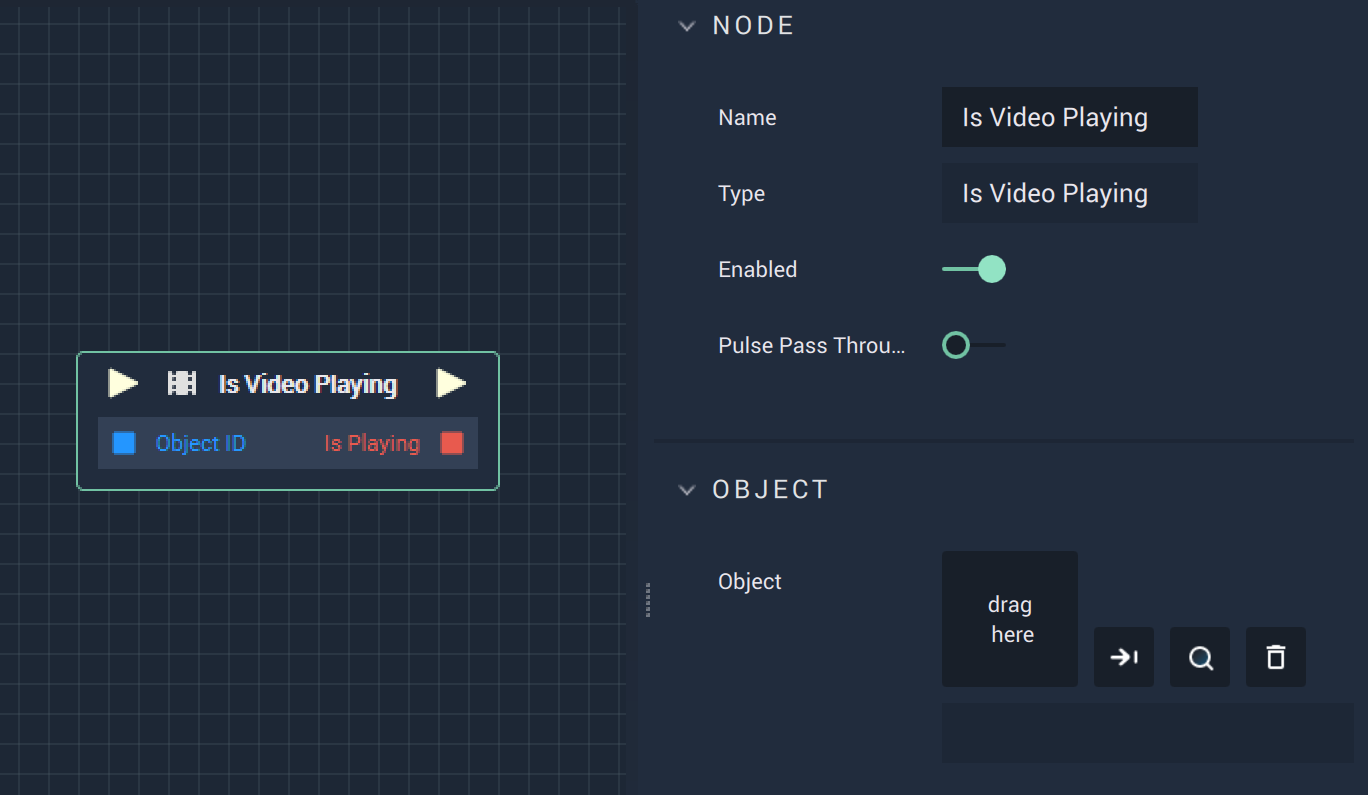 NODE
Name
Is Video Playing
Type
Is Video Playing
Enabled
Pulse Pass Throu...
Is Video Playing
Object ID
Is Playing
OBJECT
Object
drag
here